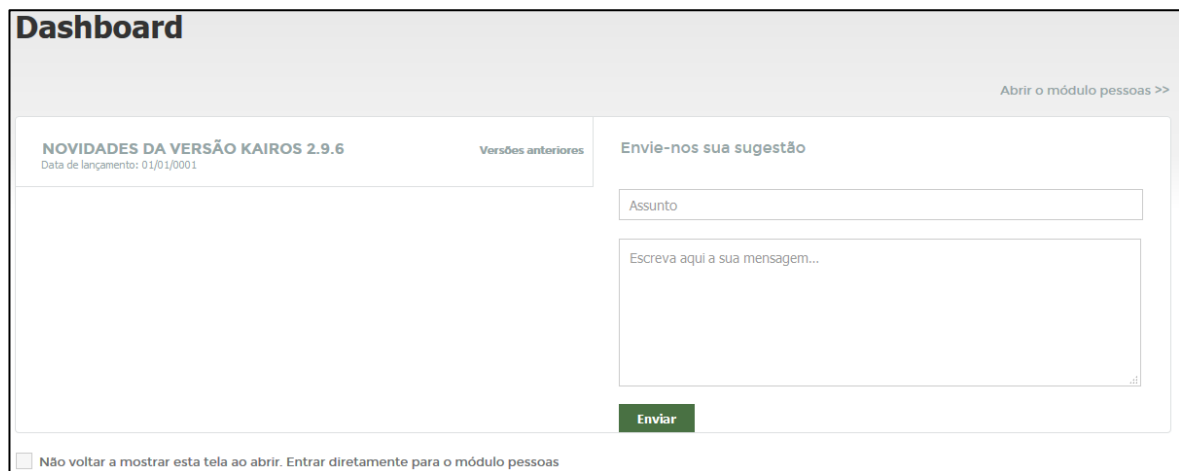 Dashboard
Abrir o módulo pessoas >>
NOVIDADES DA VERSÃO KAIROS 2.9.6
Versões anteriores
Data de lançamento: 01/01/0001
Envie-nos sua sugestão
Assunto
Escreva aqui a sua mensagem...
Enviar
Não voltar a mostrar esta tela ao abrir. Entrar diretamente para o módulo pessoas